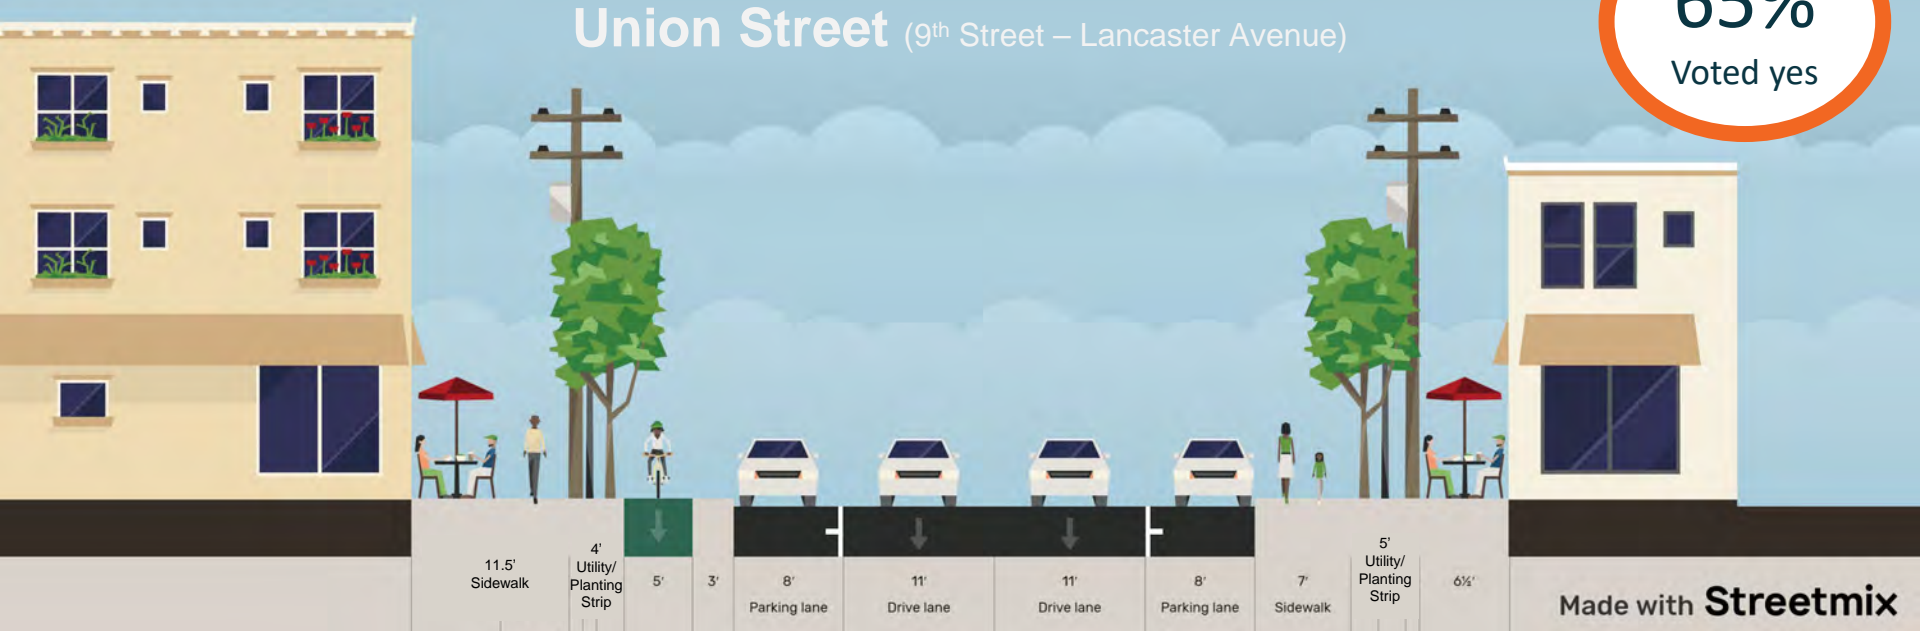 Union Street (9th Street – Lancaster Avenue)
65%
Voted yes
11.5'
Sidewalk
4'
Utility/
Planting
Strip
5'
3'
8'
Parking lane
11'
Drive lane
11'
Drive lane
8'
Parking lane
7'
Sidewalk
5'
Utility/
Planting
Strip
6½'
Made with Streetmix